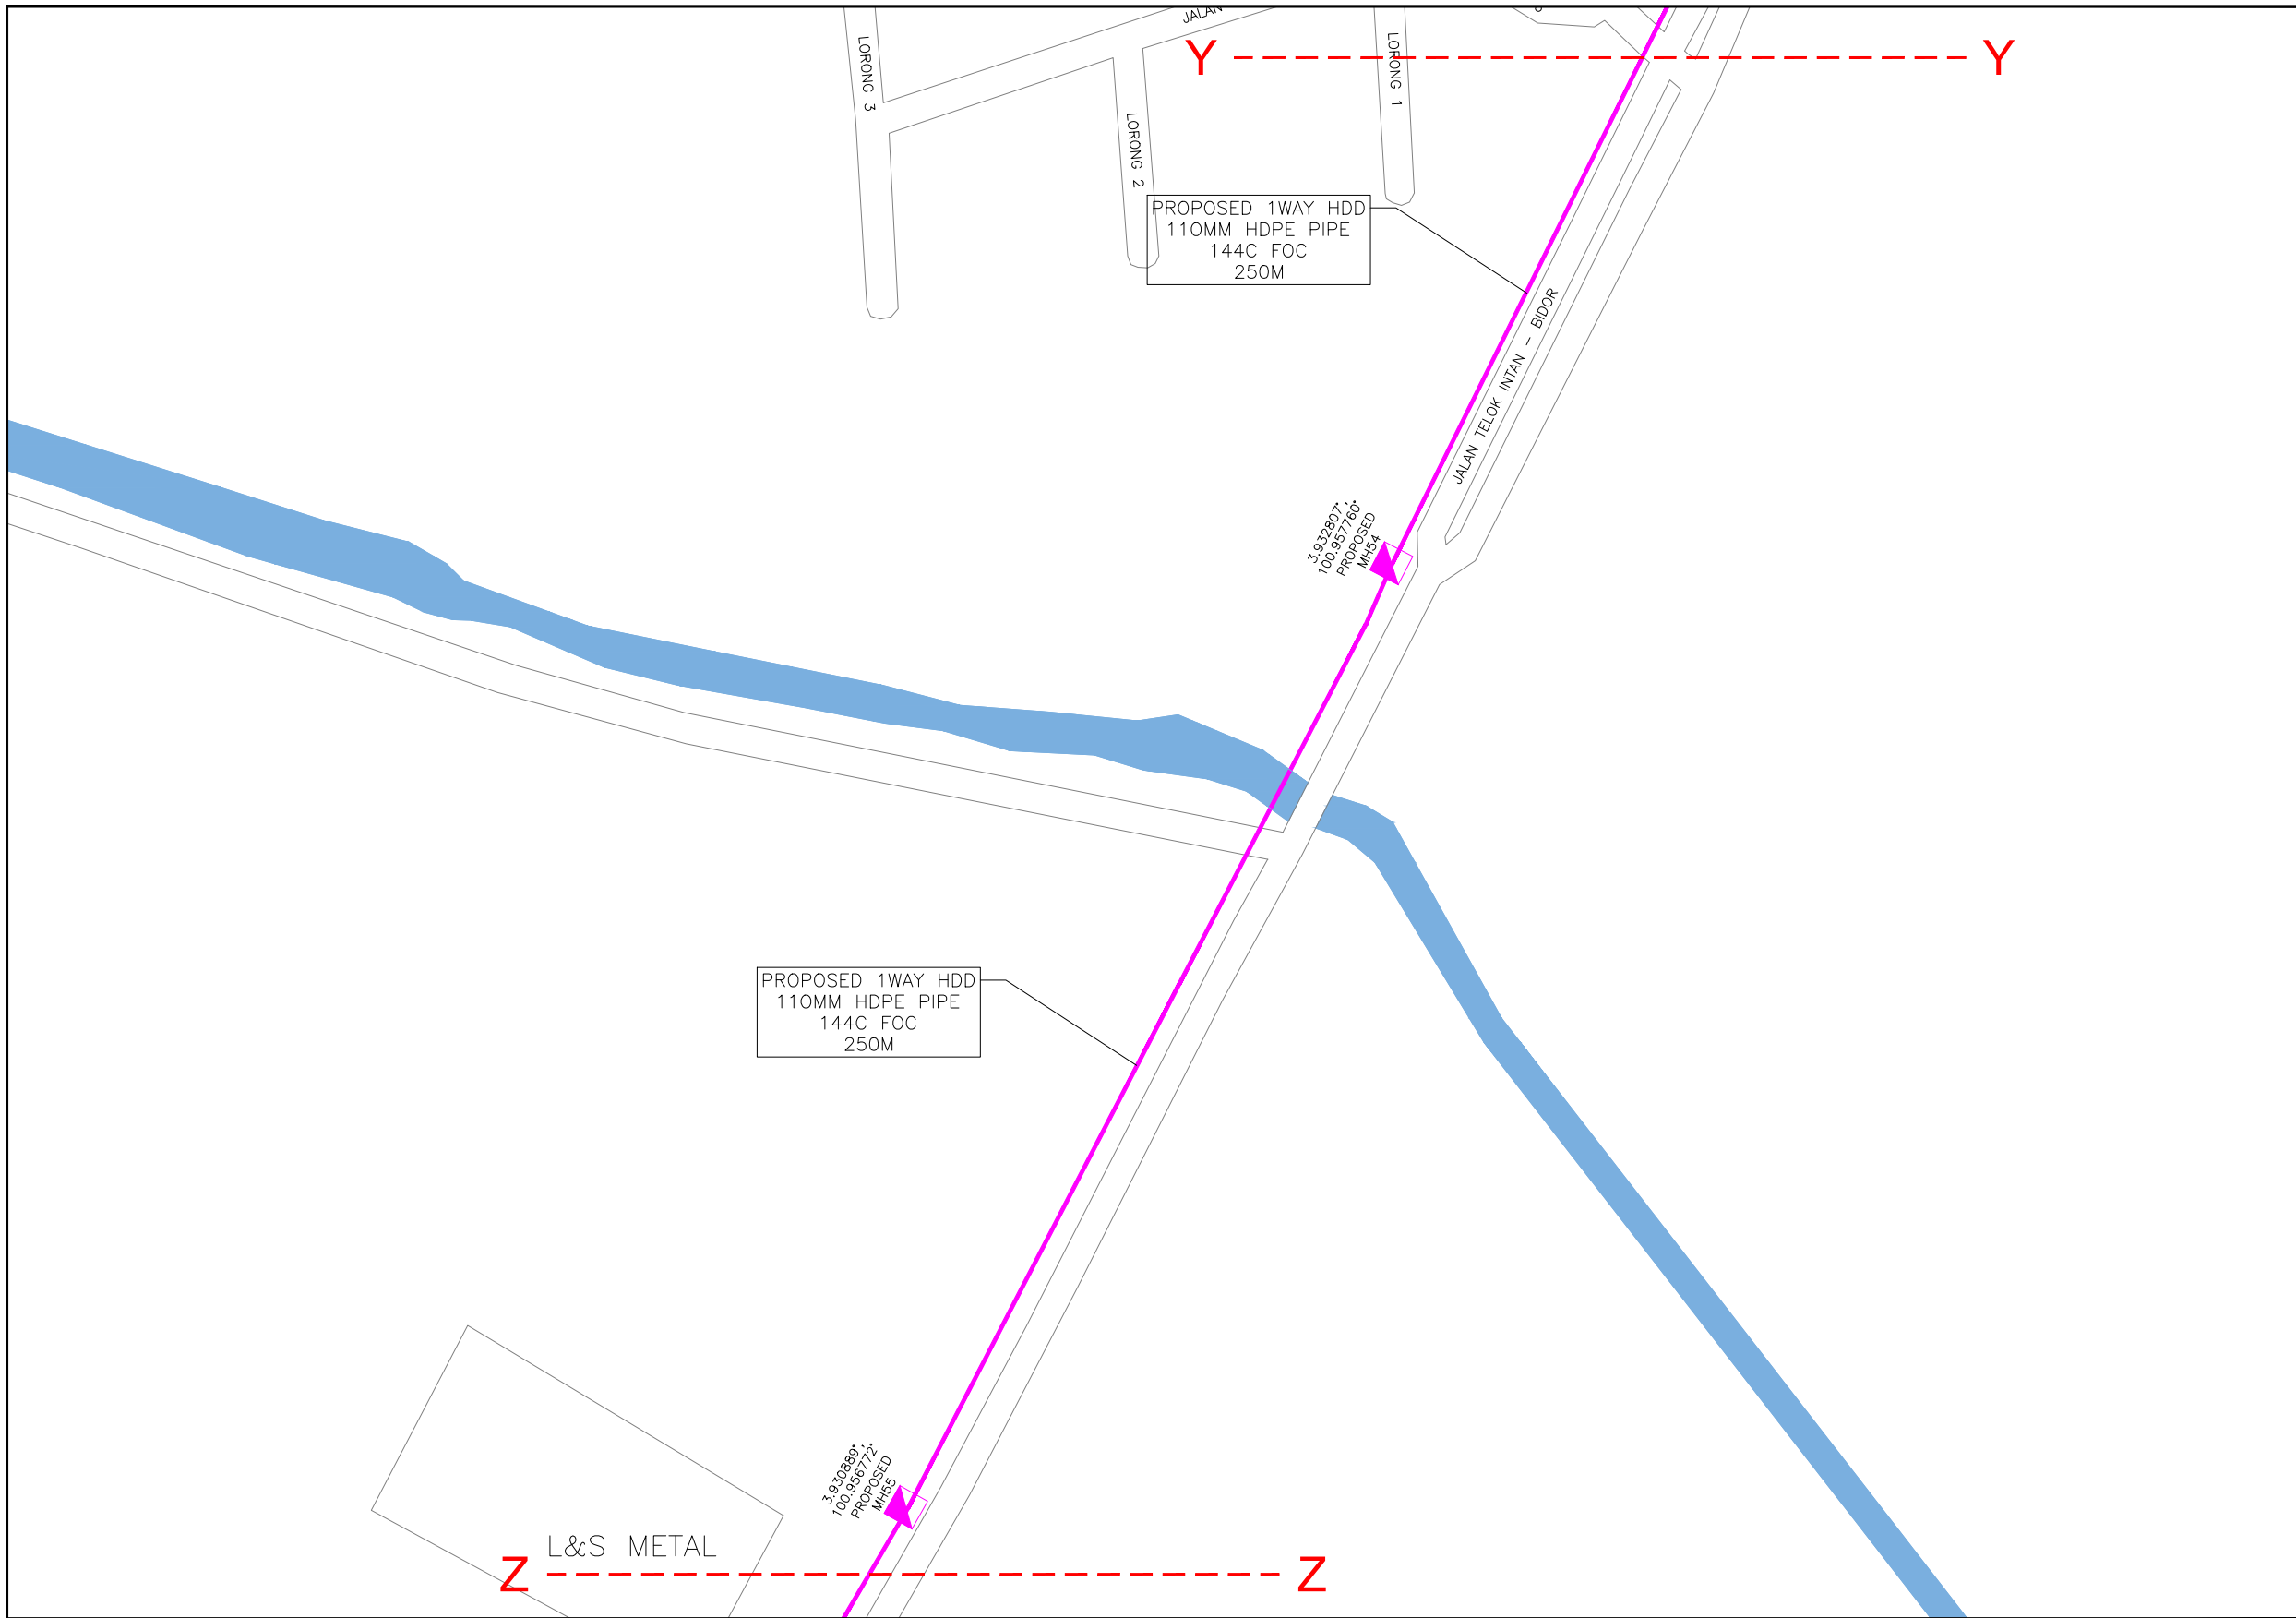 JALAN
Y
Y
LORONG 3
LORONG 1
LORONG 2
PROPOSED 1WAY HDD
110MM HDPE PIPE
144C FOC
250M
JALAN TELOK INTAN - BIDOR
3.932807°,
100.957760°
PROPOSED
MH54
PROPOSED 1WAY HDD
110MM HDPE PIPE
144C FOC
250M
3.930889°,
100.956772°
PROPOSED
MH55
L&S METAL
Z
Z